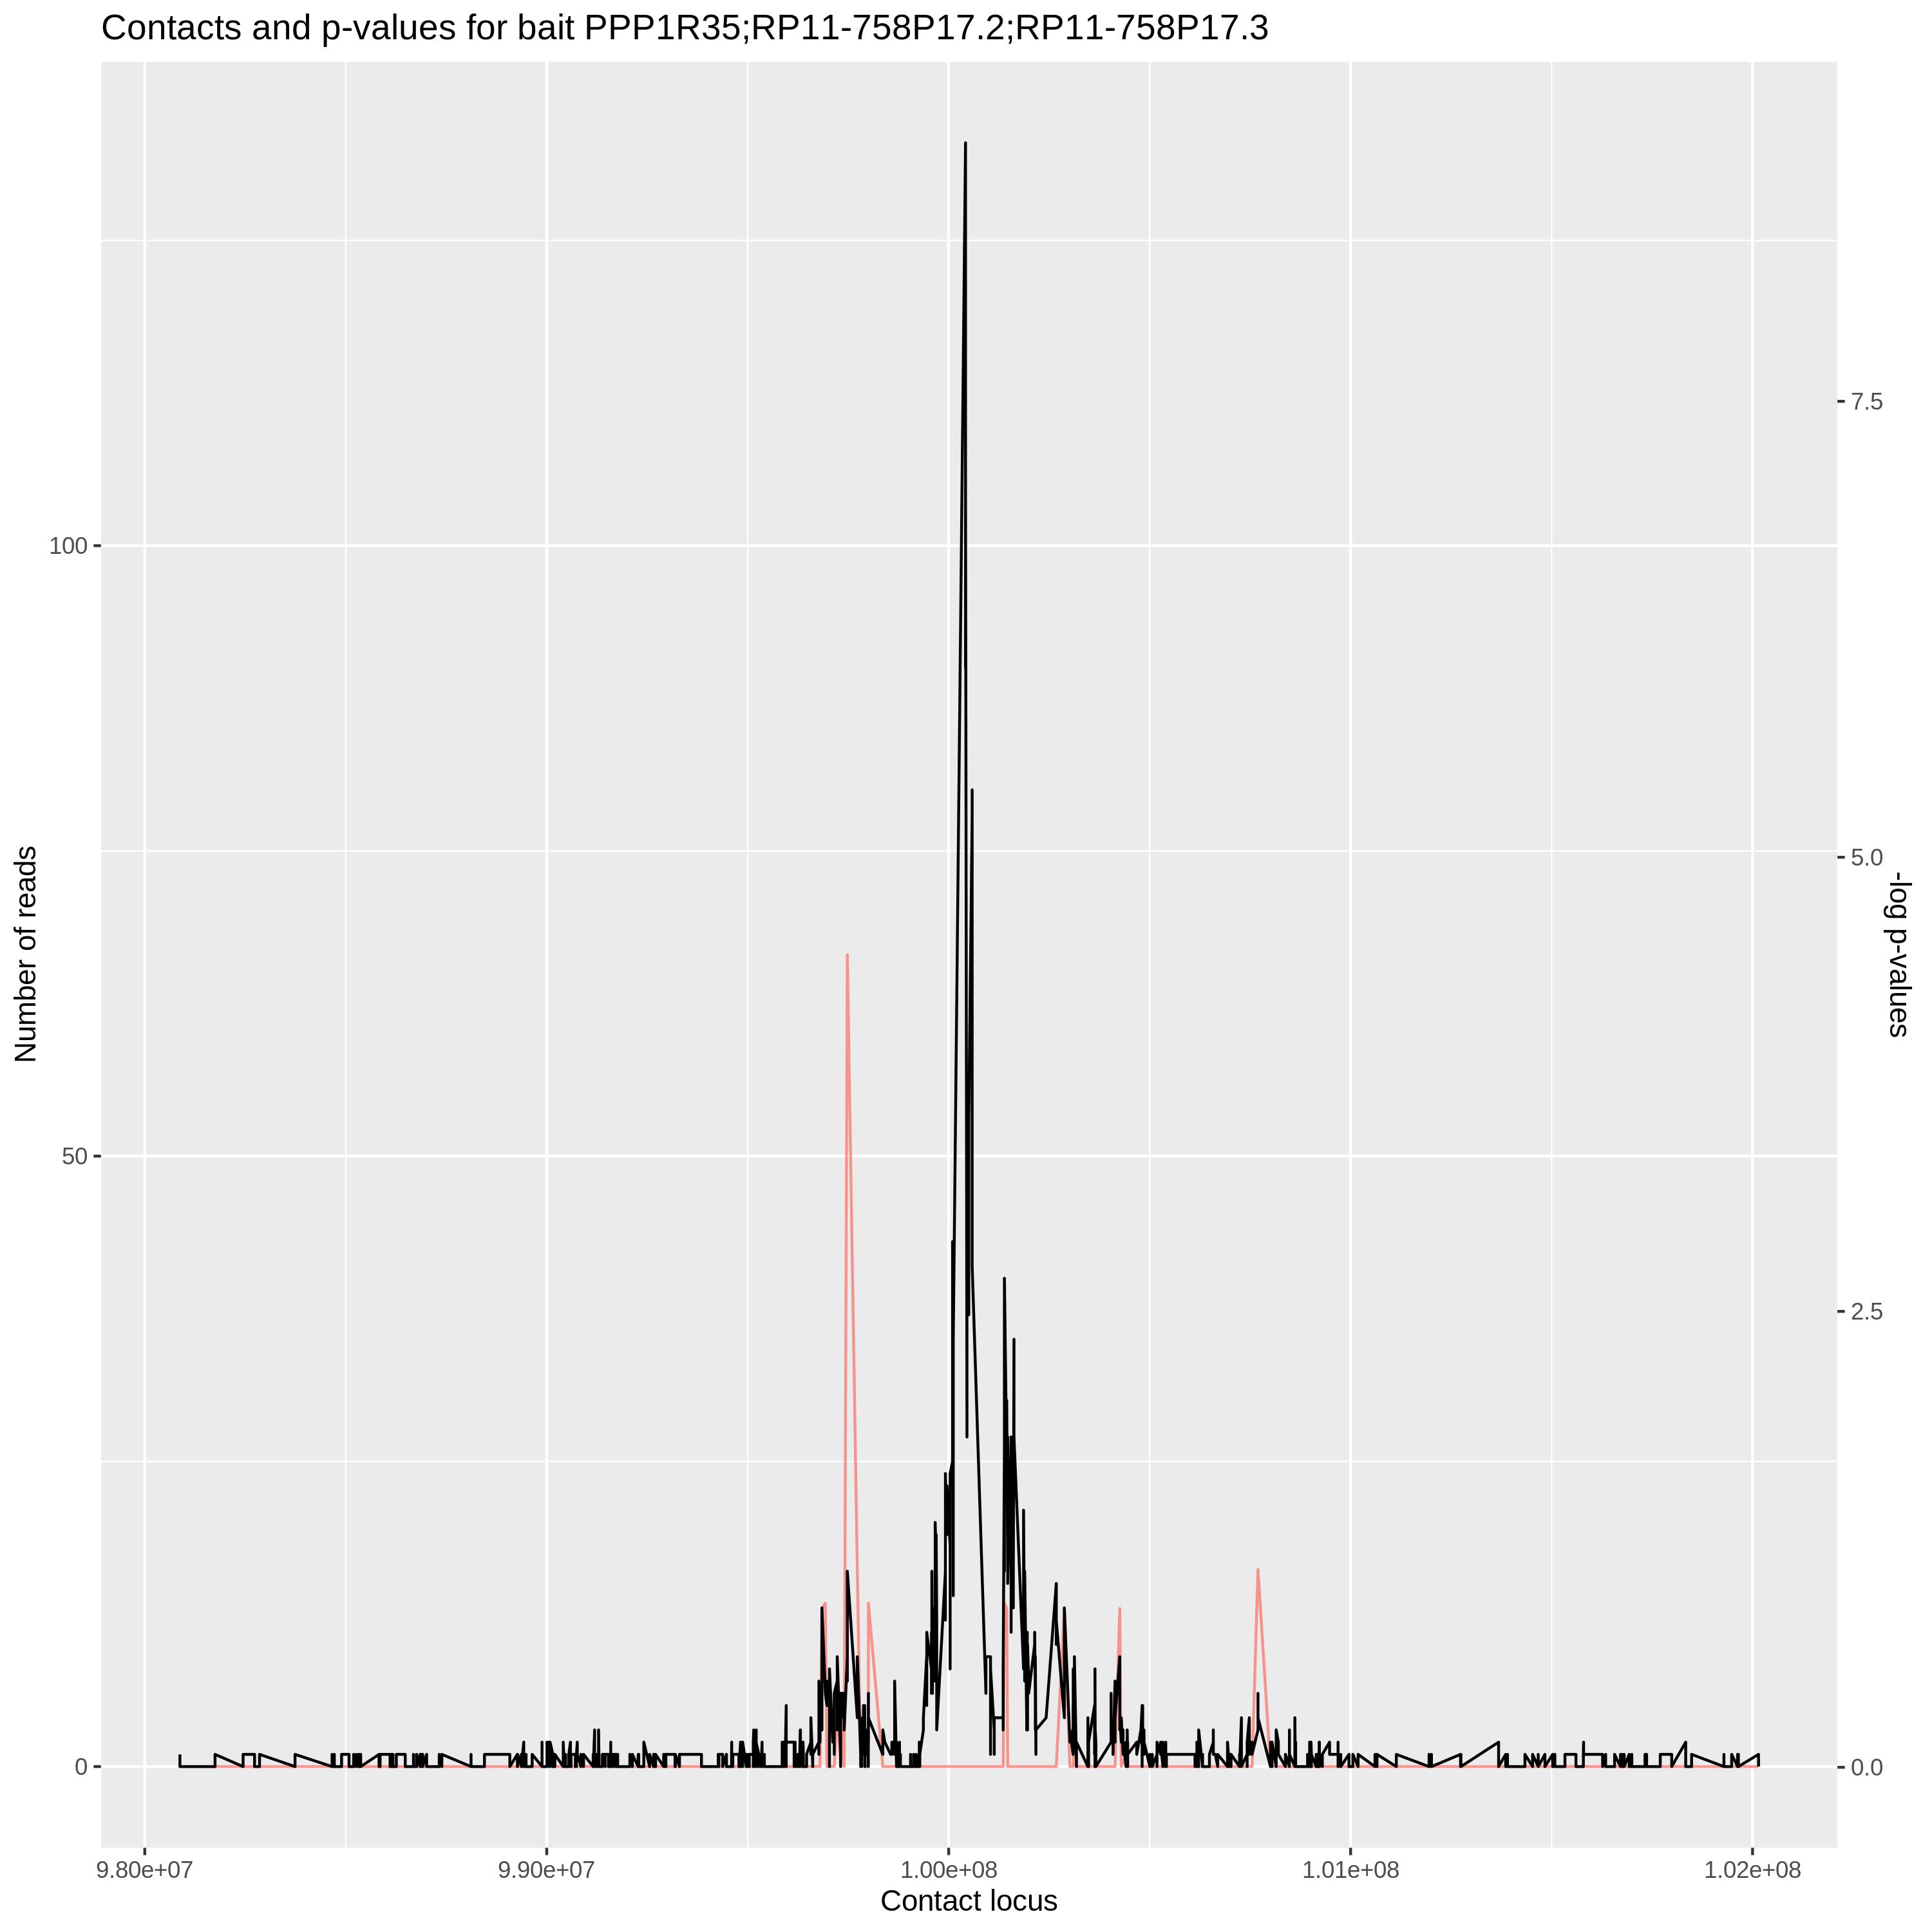 Contacts and p-values for bait PPP1R35;RP11-758P17.2;RP11-758P17.3
Number of reads
100
50
0
7.5
5.0
2.5
0.0
-log p-values
9.80e+07 9.90e+07 1.00e+08 1.01e+08 1.02e+08
Contact locus